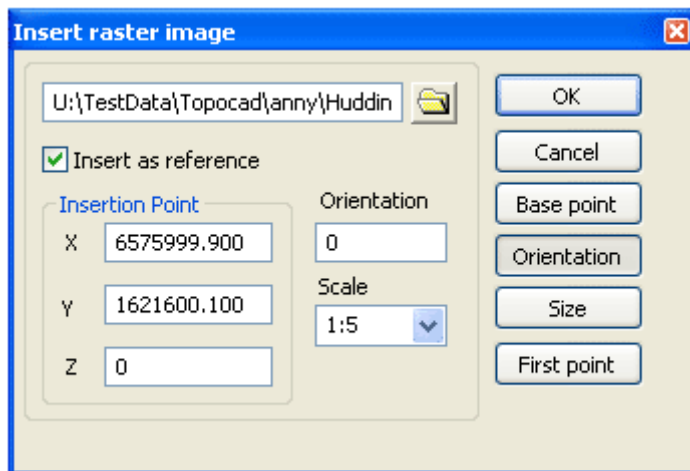 Insert raster image
U:\TestData\Topocad\anny\Huddin
Insert as reference
Insertion Point
X 6575999.900
Y 1621600.100
Z 0
Orientation
0
Scale
1:5
OK
Cancel
Base point
Orientation
Size
First point